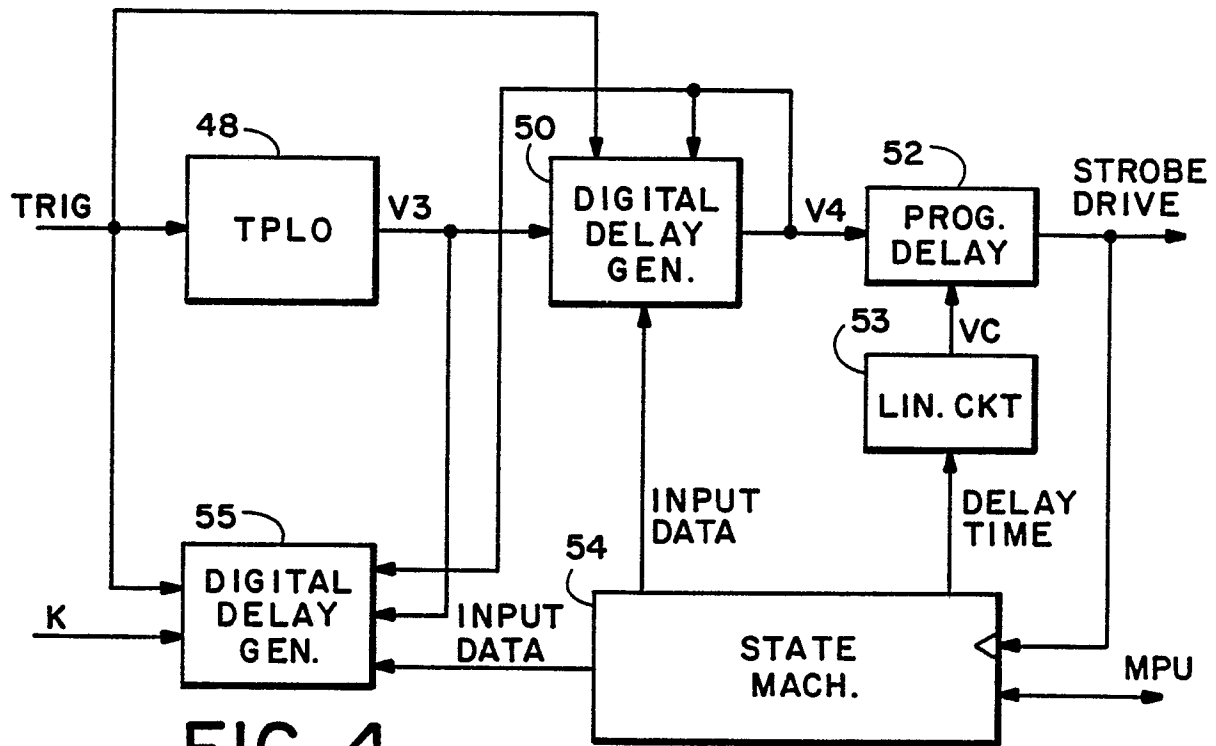 TRIG
48
TPLO
V3
50
DIGITAL
DELAY
GEN.
V4
52
PROG.
DELAY
STROBE
DRIVE
53
VC
LIN. CKT
INPUT
DATA
DELAY
TIME
55
DIGITAL
DELAY
GEN.
K
INPUT
DATA
54
STATE
MACH.
MPU
FIG. 4